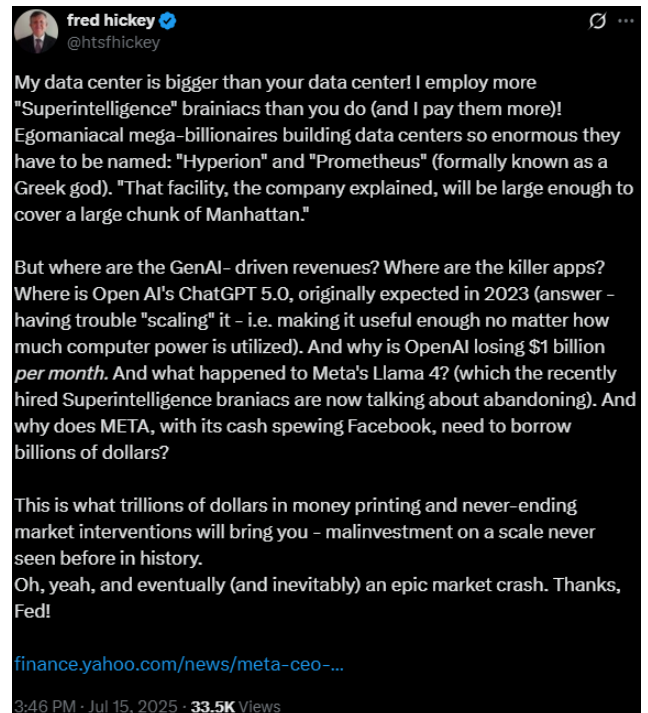 fred hickey
@htsfhickey
My data center is bigger than your data center! I employ more
"Superintelligence" brainiacs than you do (and I pay them more)!
Egomaniacal mega-billionaires building data centers so enormous they
have to be named: "Hyperion" and "Prometheus" (formally known as a
Greek god). "That facility, the company explained, will be large enough to
cover a large chunk of Manhattan."
But where are the GenAI- driven revenues? Where are the killer apps?
Where is Open AI's ChatGPT 5.0, originally expected in 2023 (answer -
having trouble "scaling" it - i.e. making it useful enough no matter how
much computer power is utilized). And why is OpenAI losing $1 billion
per month. And what happened to Meta's Llama 4? (which the recently
hired Superintelligence braniacs are now talking about abandoning). And
why does META, with its cash spewing Facebook, need to borrow
billions of dollars?
This is what trillions of dollars in money printing and never-ending
market interventions will bring you - malinvestment on a scale never
seen before in history.
Oh, yeah, and eventually (and inevitably) an epic market crash. Thanks,
Fed!
finance.yahoo.com/news/meta-ceo-...
3:46 PM · Jul 15, 2025 · 33.5K Views